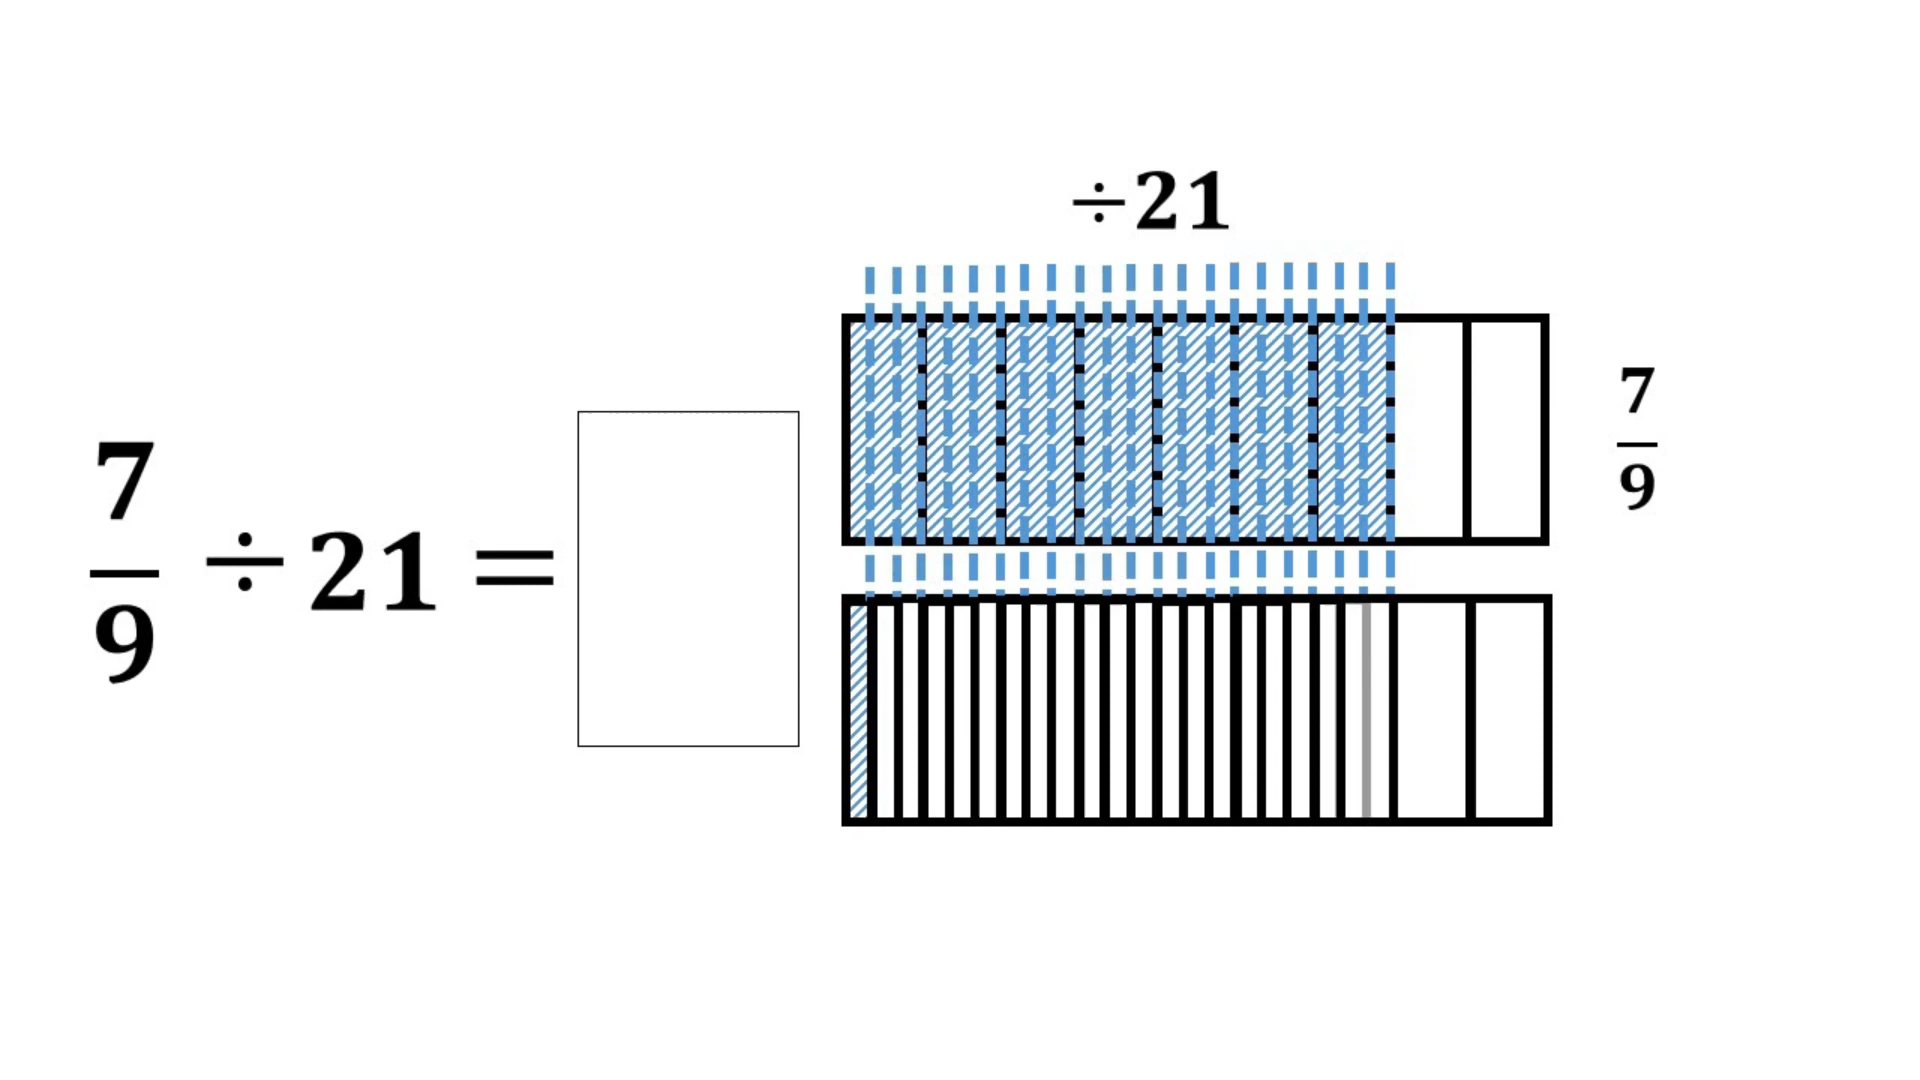 7/9 ÷ 21 =
÷21
7/9